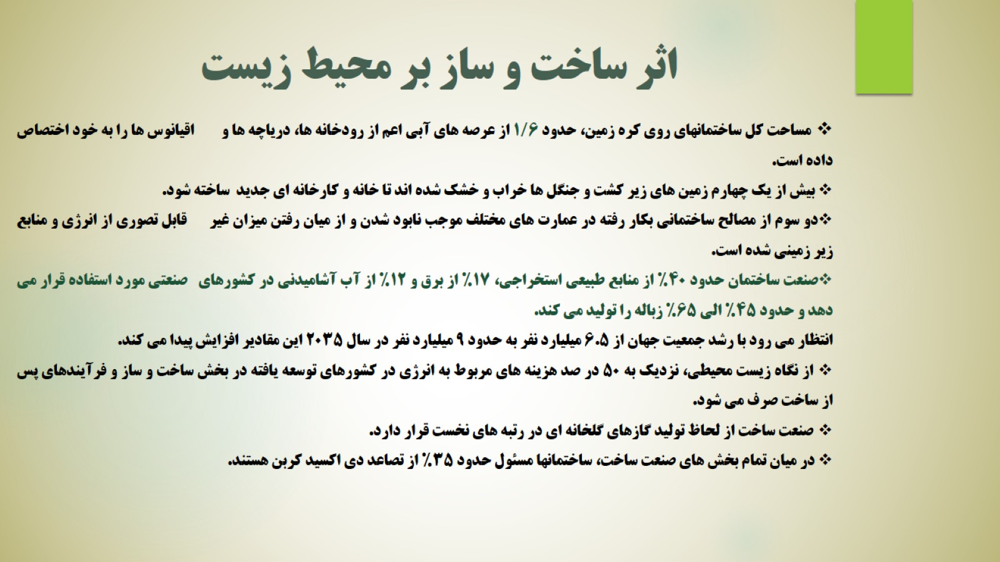 اثر ساخت و ساز بر محیط زیست
❖ مساحت کل ساختمانهای روی کره زمین، حدود ۱/۶ از عرصه های آبی اعم از رودخانه ها، دریاچه ها و اقیانوس ها را به خود اختصاص
داده است.
❖ بیش از یک چهارم زمین های زیر کشت و جنگل ها خراب و خشک شده اند تا خانه و کارخانه ای جدید ساخته شود.
❖دو سوم از مصالح ساختمانی بکار رفته در عمارت های مختلف موجب نابود شدن و از میان رفتن میزان غیر قابل تصوری از انرژی و منابع
زیر زمینی شده است.
❖صنعت ساختمان حدود ۴۰٪ از منابع طبیعی استخراجی، ۱۷٪ از برق و ۱۲٪ از آب آشامیدنی در کشورهای صنعتی مورد استفاده قرار می
دهد و حدود ۴۵٪ الی ۶۵٪ زباله را تولید می کند.
انتظار می رود با رشد جمعیت جهان از ۶.۵ میلیارد نفر به حدود ۹ میلیارد نفر در سال ۲۰۳۵ این مقادیر افزایش پیدا می کند.
❖ از نگاه زیست محیطی، نزدیک به ۵۰ در صد هزینه های مربوط به انرژی در کشورهای توسعه یافته در بخش ساخت و ساز و فرآیندهای پس
از ساخت صرف می شود.
❖ صنعت ساخت از لحاظ تولید گازهای گلخانه ای در رتبه های نخست قرار دارد.
❖ در میان تمام بخش های صنعت ساخت، ساختمانها مسئول حدود ۳۵٪ از تصاعد دی اکسید کربن هستند.